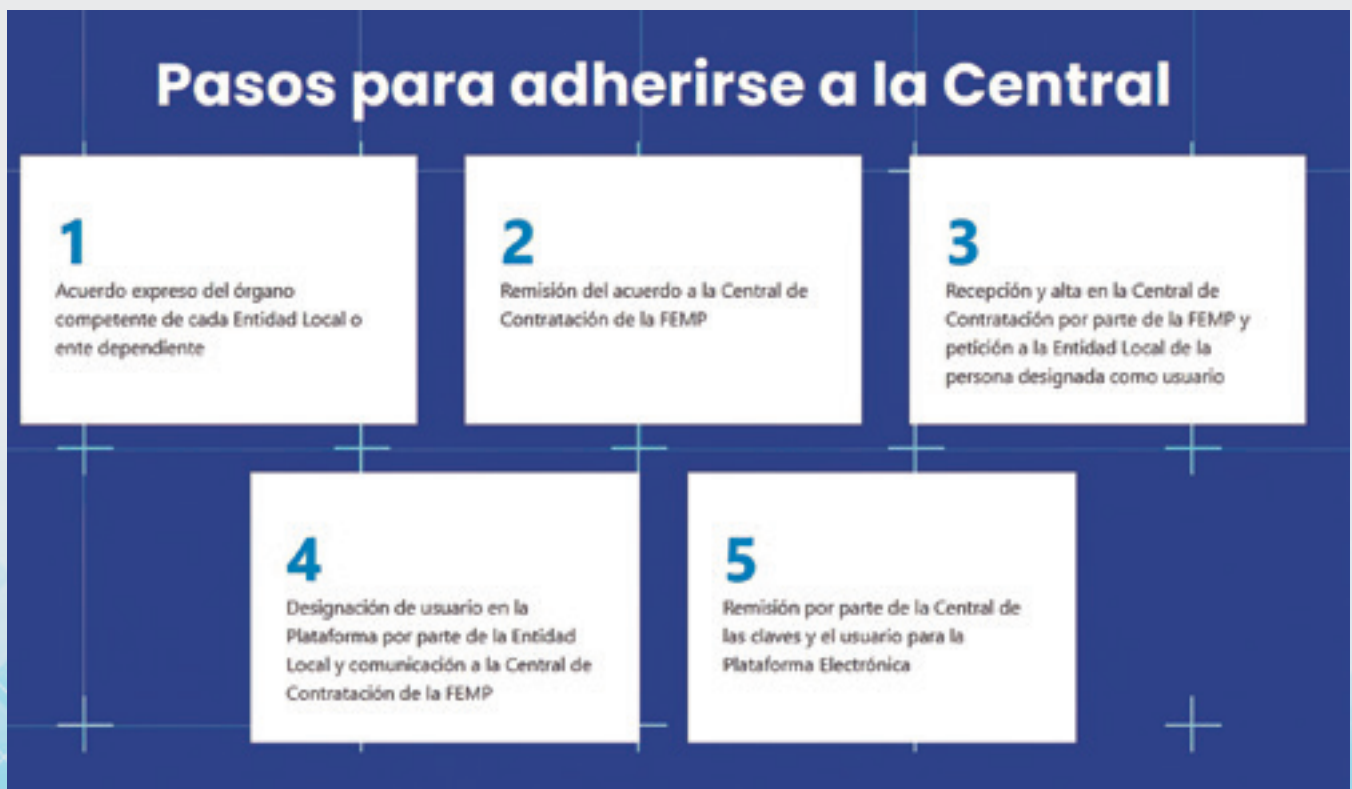 Pasos para adherirse a la Central
1
Acuerdo expreso del órgano
competente de cada Entidad Local o
ente dependiente
2
Remisión del acuerdo a la Central de
Contratación de la FEMP
3
Recepción y alta en la Central de
Contratación por parte de la FEMP y
petición a la Entidad Local de la
persona designada como usuario
4
Designación de usuario en la
Plataforma por parte de la Entidad
Local y comunicación a la Central de
Contratación de la FEMP
5
Remisión por parte de la Central de
las claves y el usuario para la
Plataforma Electrónica